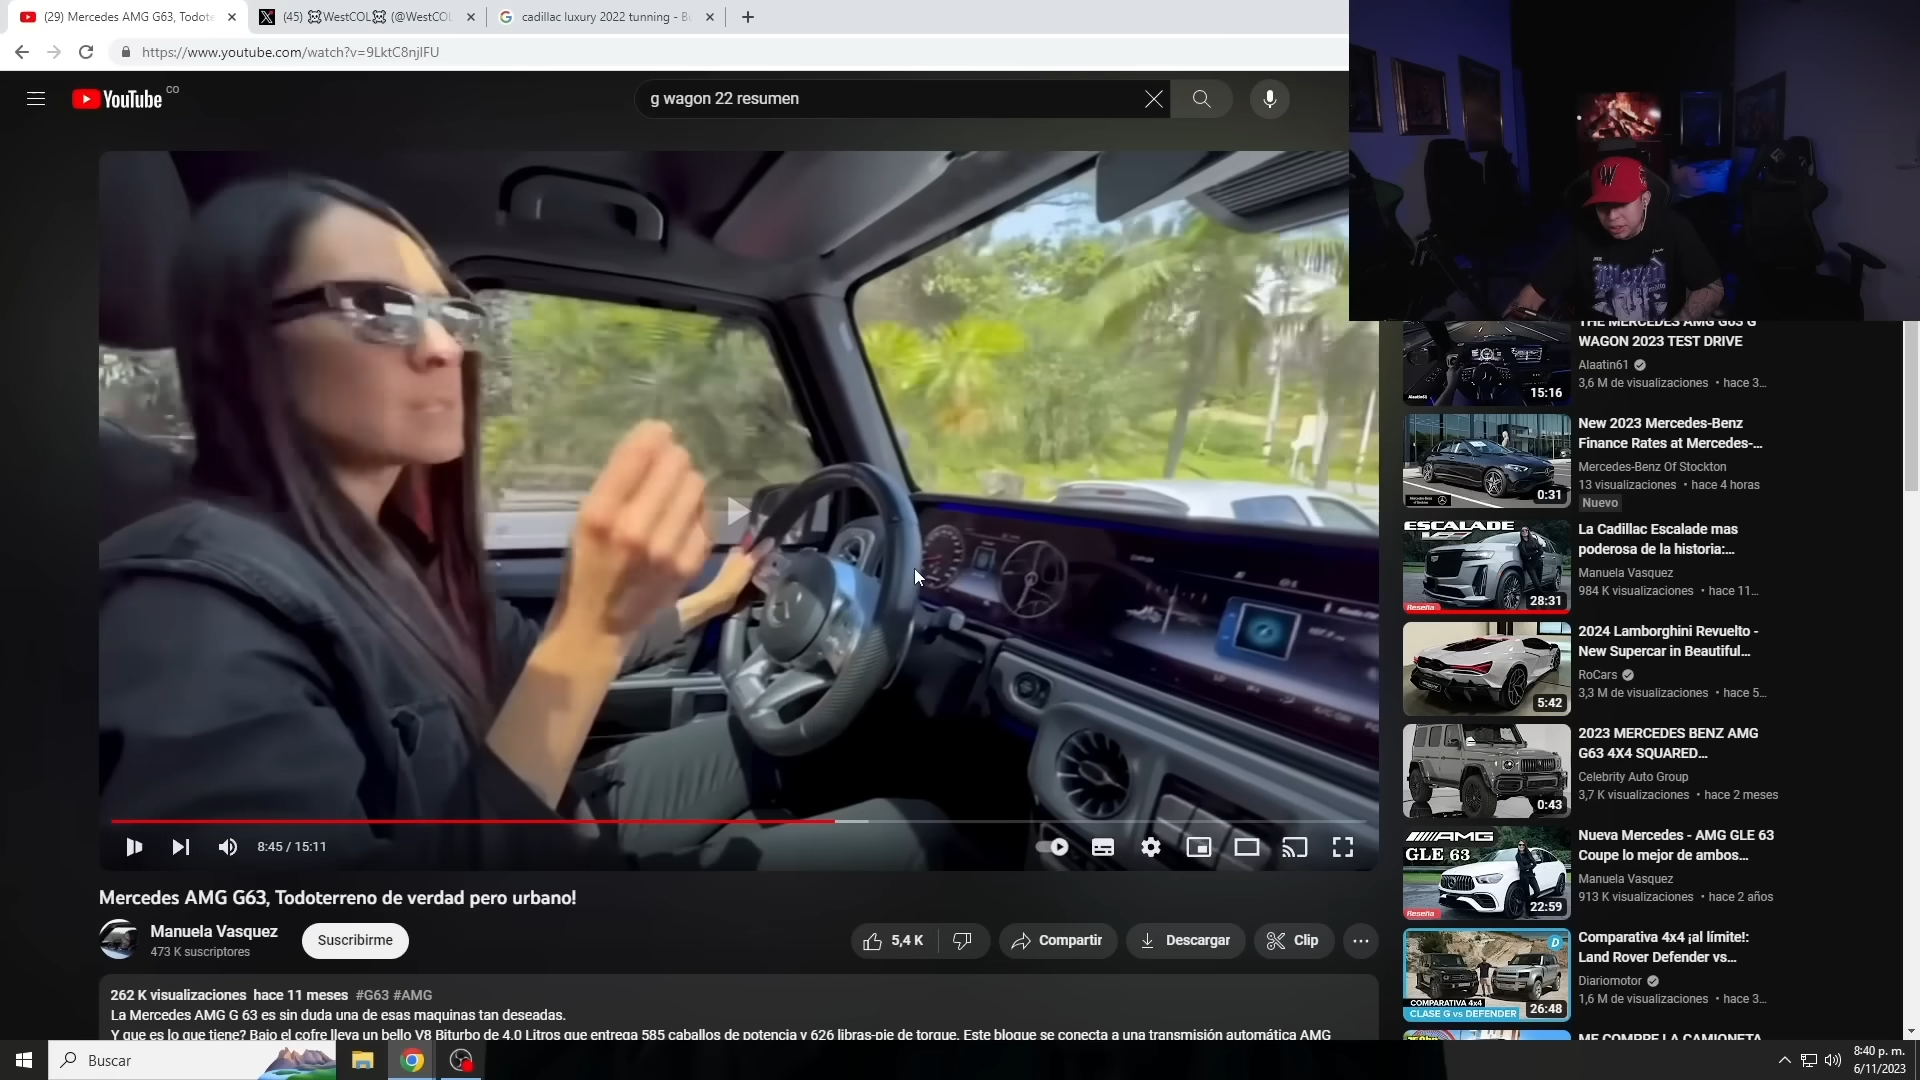 (29) Mercedes AMG G63, Todote
(45) ☠WestCOL☠ (@WestCOL
cadillac luxury 2022 tunning - Bu
https://www.youtube.com/watch?v=9LktC8njIFU
YouTube CO
g wagon 22 resumen
8:45 / 15:11
Mercedes AMG G63, Todoterreno de verdad pero urbano!
Manuela Vasquez
473 K suscriptores
Suscribirme
5,4 K
Compartir
Descargar
Clip
262 K visualizaciones hace 11 meses #G63 #AMG
La Mercedes AMG G 63 es sin duda una de esas maquinas tan deseadas.
Y que es lo que tiene? Bajo el cofre lleva un bello V8 Biturbo de 4.0 Litros que entrega 585 caballos de potencia y 626 libras-pie de torque. Este bloque se conecta a una transmisión automática AMG
THE MERCEDES AMG G63 G
WAGON 2023 TEST DRIVE
Alaatin61
3,6 M de visualizaciones • hace 3...
Alaatin61
15:16
New 2023 Mercedes-Benz
Finance Rates at Mercedes-...
Mercedes-Benz Of Stockton
13 visualizaciones • hace 4 horas
Nuevo
0:31
ESCALADE
Reseña
28:31
La Cadillac Escalade mas
poderosa de la historia:...
Manuela Vasquez
984 K visualizaciones • hace 11...
2024 Lamborghini Revuelto -
New Supercar in Beautiful...
RoCars
3,3 M de visualizaciones • hace 5...
5:42
2023 MERCEDES BENZ AMG
G63 4X4 SQUARED...
Celebrity Auto Group
3,7 K visualizaciones • hace 2 meses
0:43
AMG
GLE 63
Reseña
22:59
Nueva Mercedes - AMG GLE 63
Coupe lo mejor de ambos...
Manuela Vasquez
913 K visualizaciones • hace 2 años
D
COMPARATIVA 4x4
CLASE G vs DEFENDER
26:48
Comparativa 4x4 ¡al límite!:
Land Rover Defender vs...
Diariomotor
1,6 M de visualizaciones • hace 3...
ME COMPRE LA CAMIONETA
Buscar
8:40 p. m.
6/11/2023